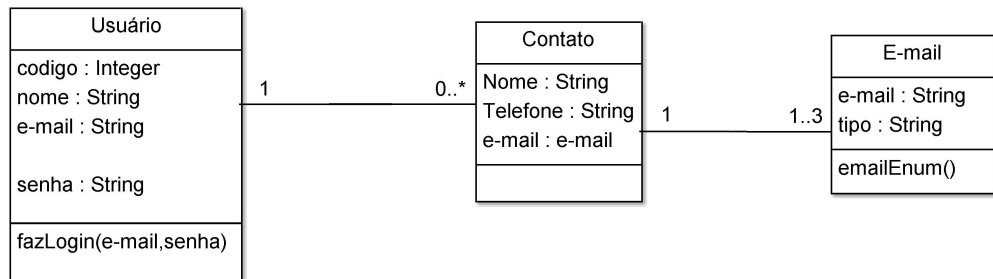 Usuário
codigo : Integer
nome : String
e-mail : String
senha : String
fazLogin(e-mail,senha)
1
0..*
Contato
Nome : String
Telefone : String
e-mail : e-mail
1
1..3
E-mail
e-mail : String
tipo : String
emailEnum()